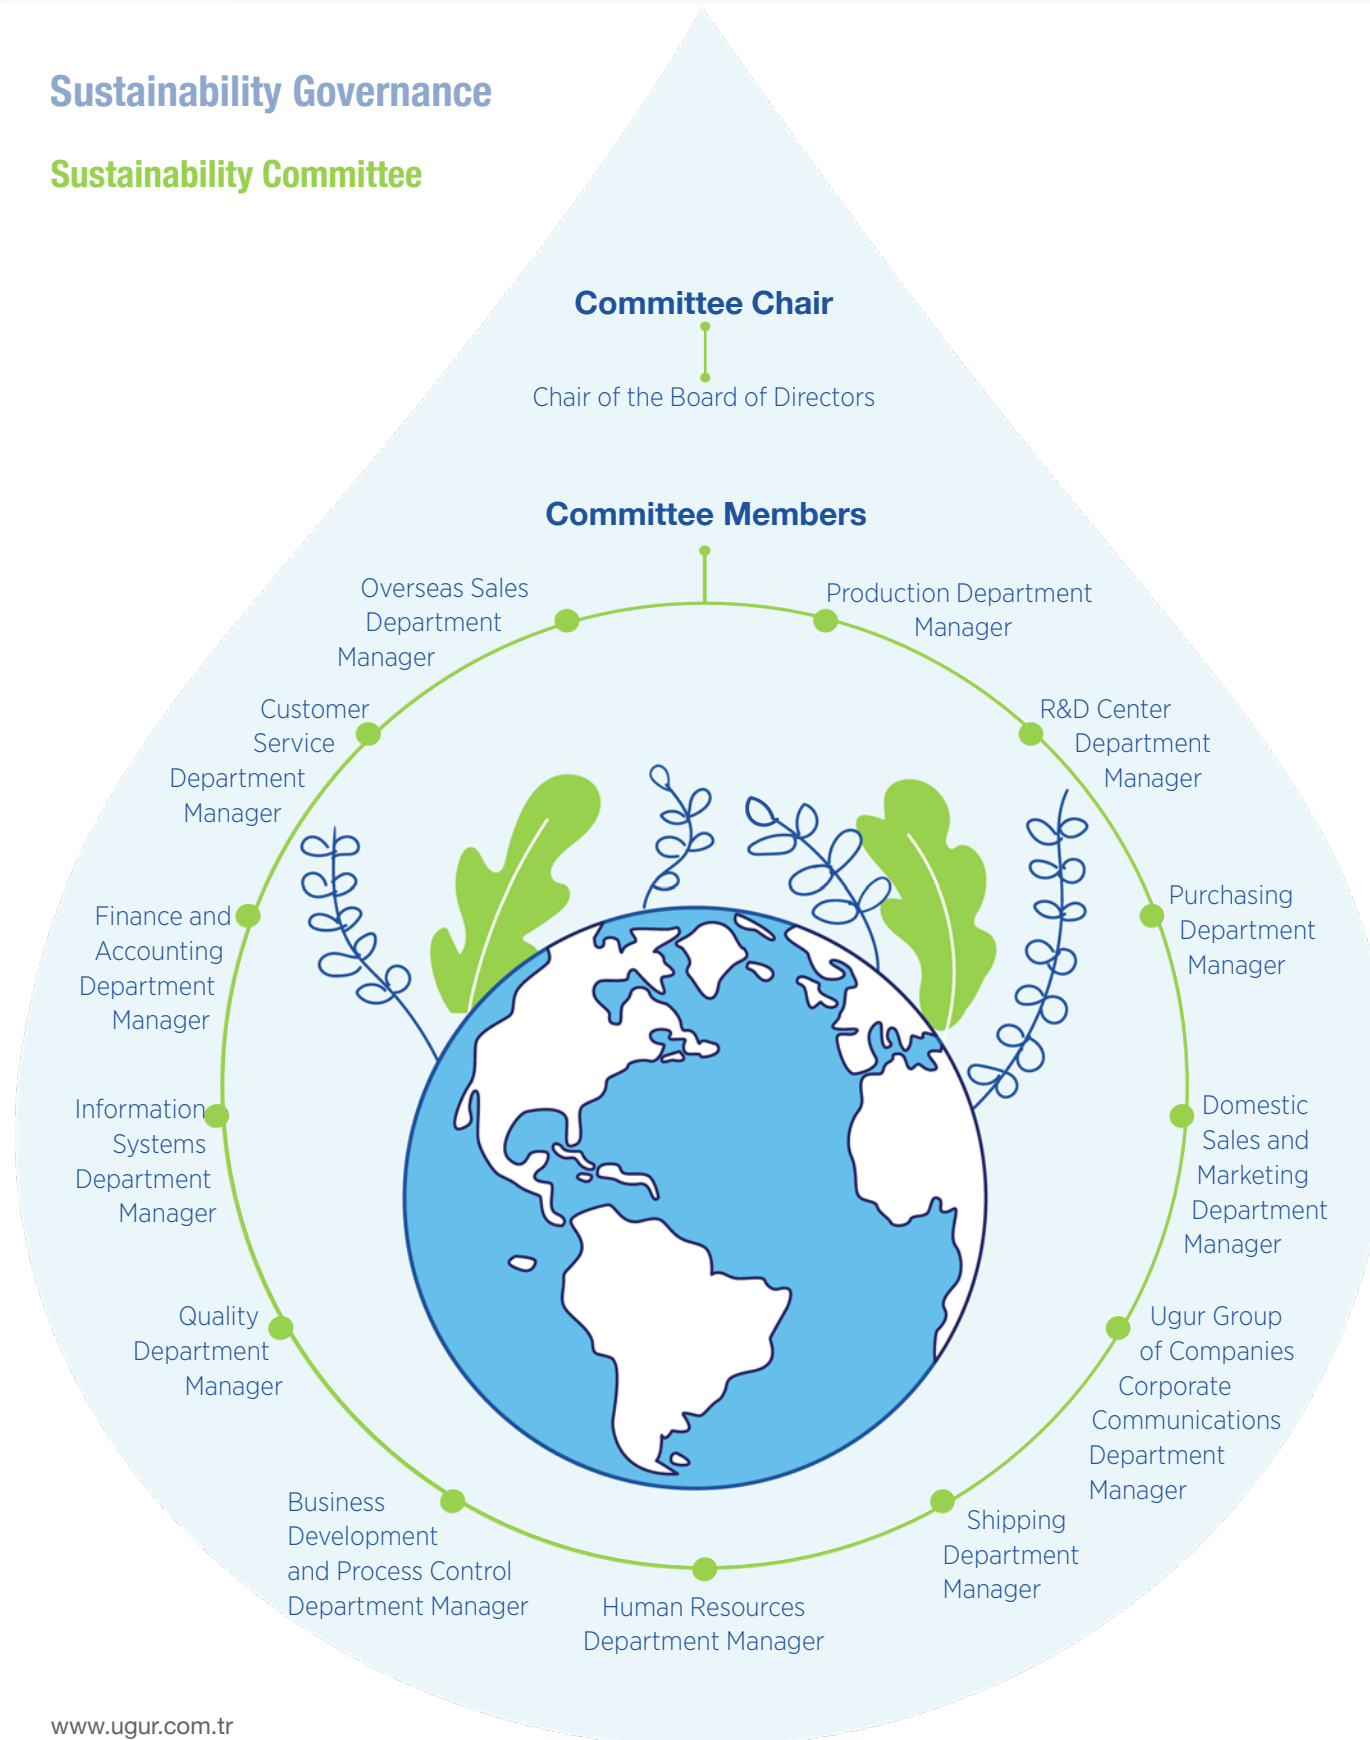 Sustainability Governance
Sustainability Committee
Committee Chair
Chair of the Board of Directors
Committee Members
Overseas Sales
Department
Manager
Production Department
Manager
Customer
Service
Department
Manager
R&D Center
Department
Manager
Finance and
Accounting
Department
Manager
Purchasing
Department
Manager
Information
Systems
Department
Manager
Domestic
Sales and
Marketing
Department
Manager
Quality
Department
Manager
Ugur Group
of Companies
Corporate
Communications
Department
Manager
Business
Development
and Process Control
Department Manager
Shipping
Department
Manager
Human Resources
Department Manager
www.ugur.com.tr